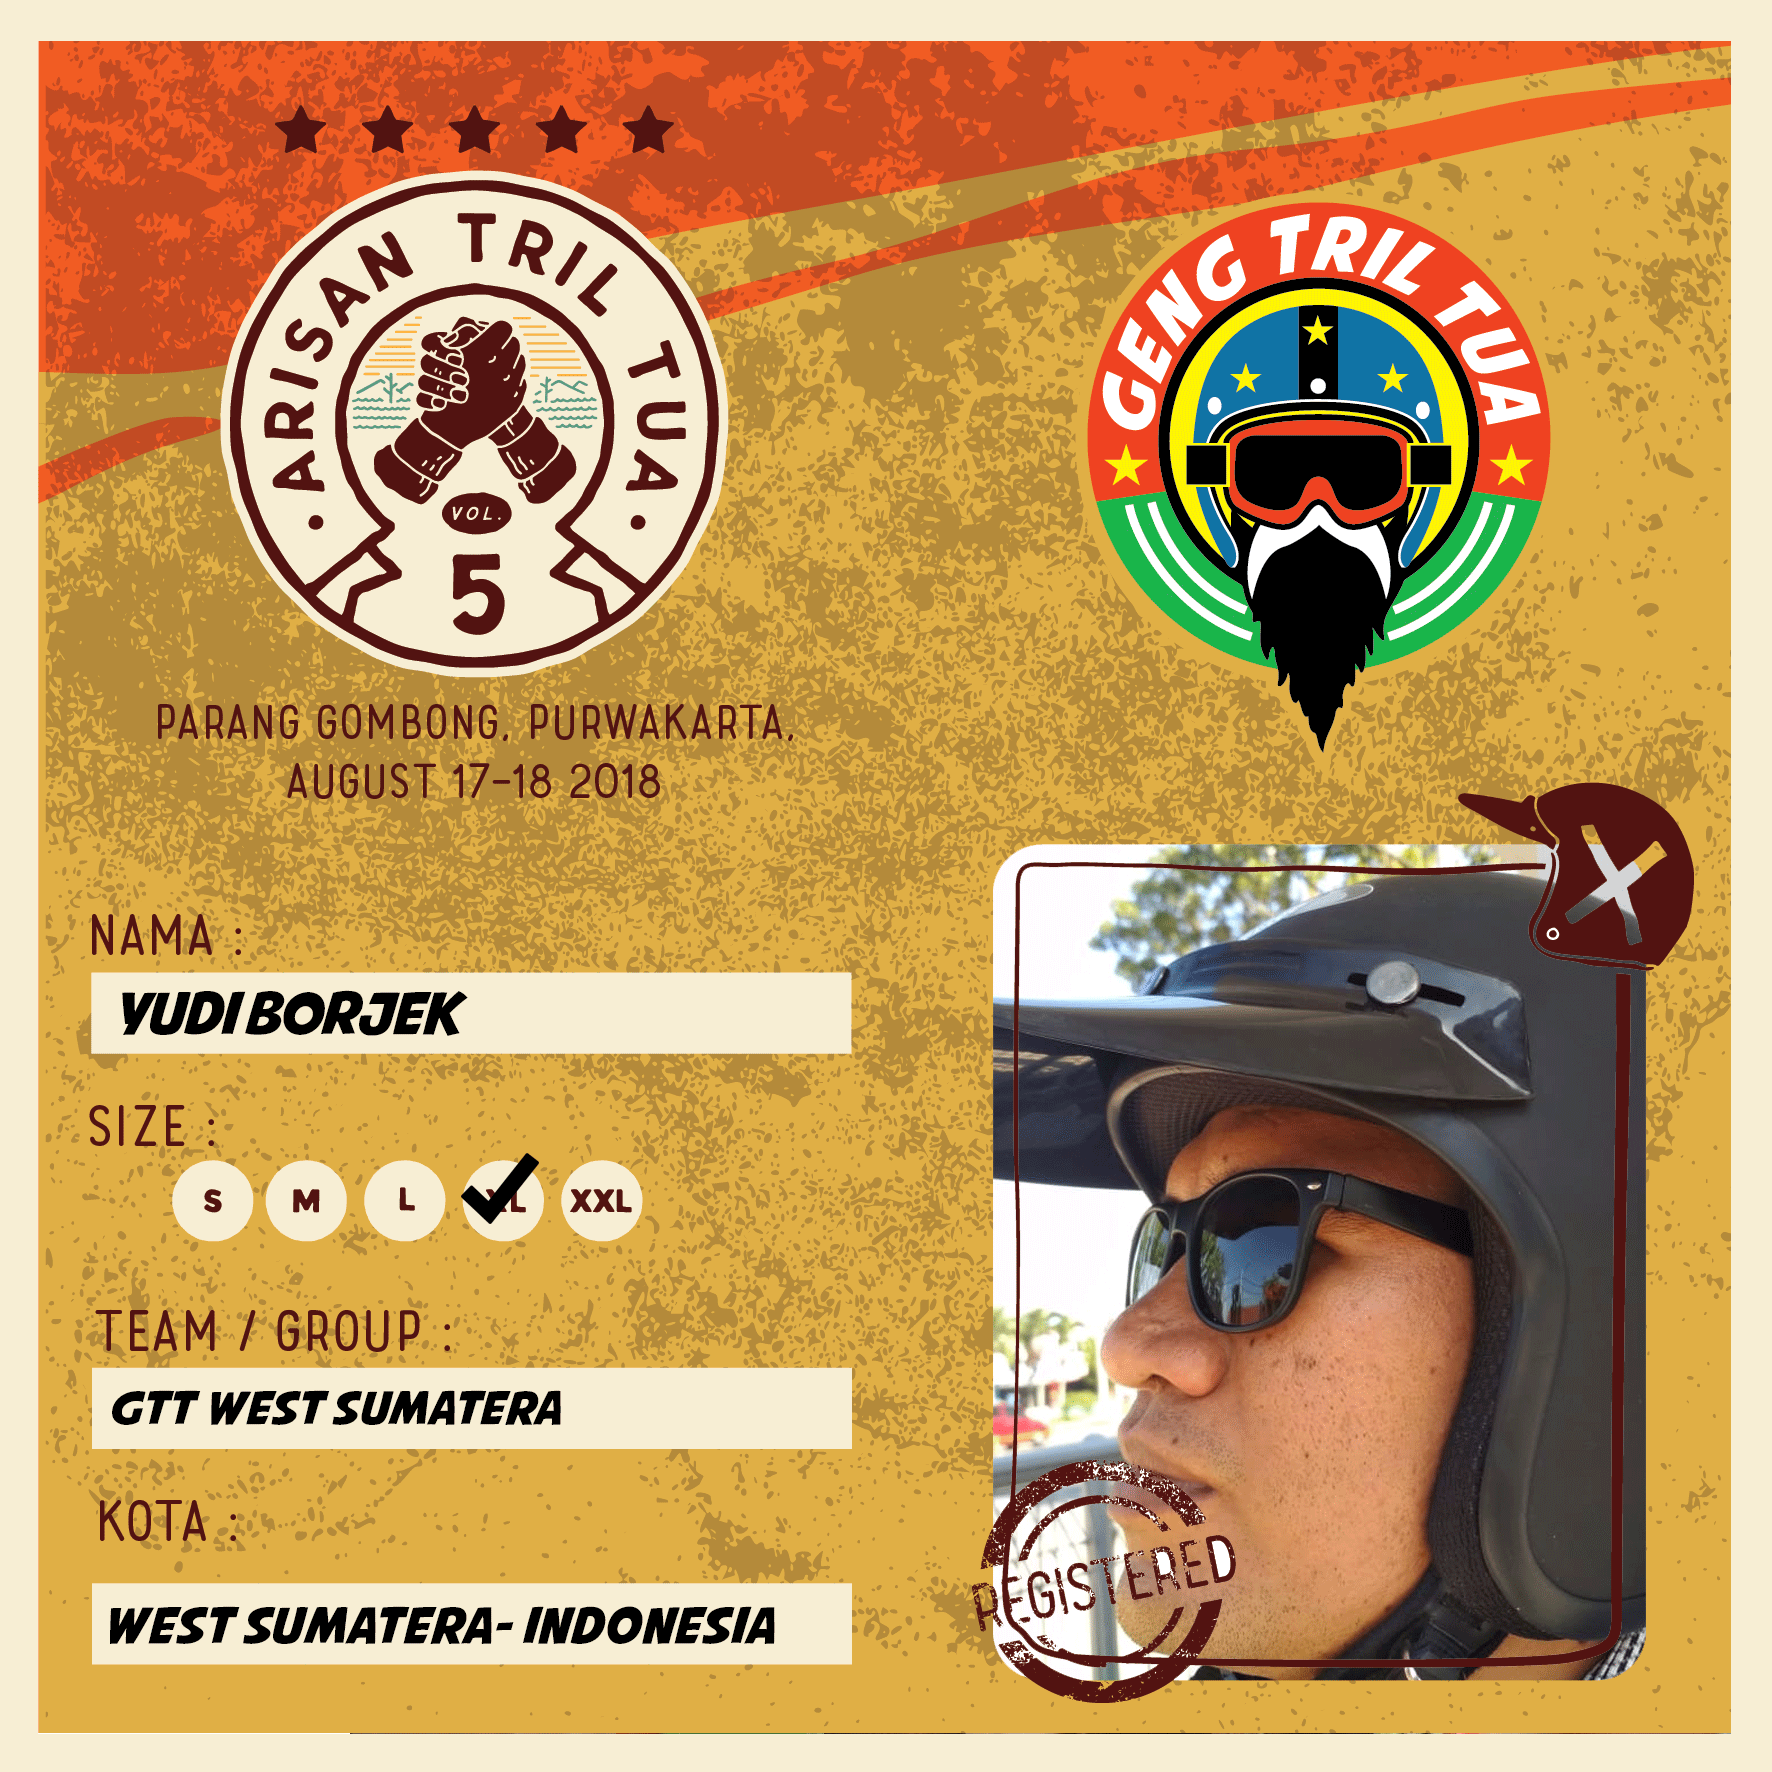 ARISAN TRIL TUA
VOL.
5
GENG TRIL TUA
PARANG GOMBONG, PURWAKARTA,
AUGUST 17-18 2018
NAMA :
YUDI BORJEK
SIZE :
S M L XL XXL
TEAM / GROUP :
GTT WEST SUMATERA
KOTA :
WEST SUMATERA- INDONESIA
REGISTERED